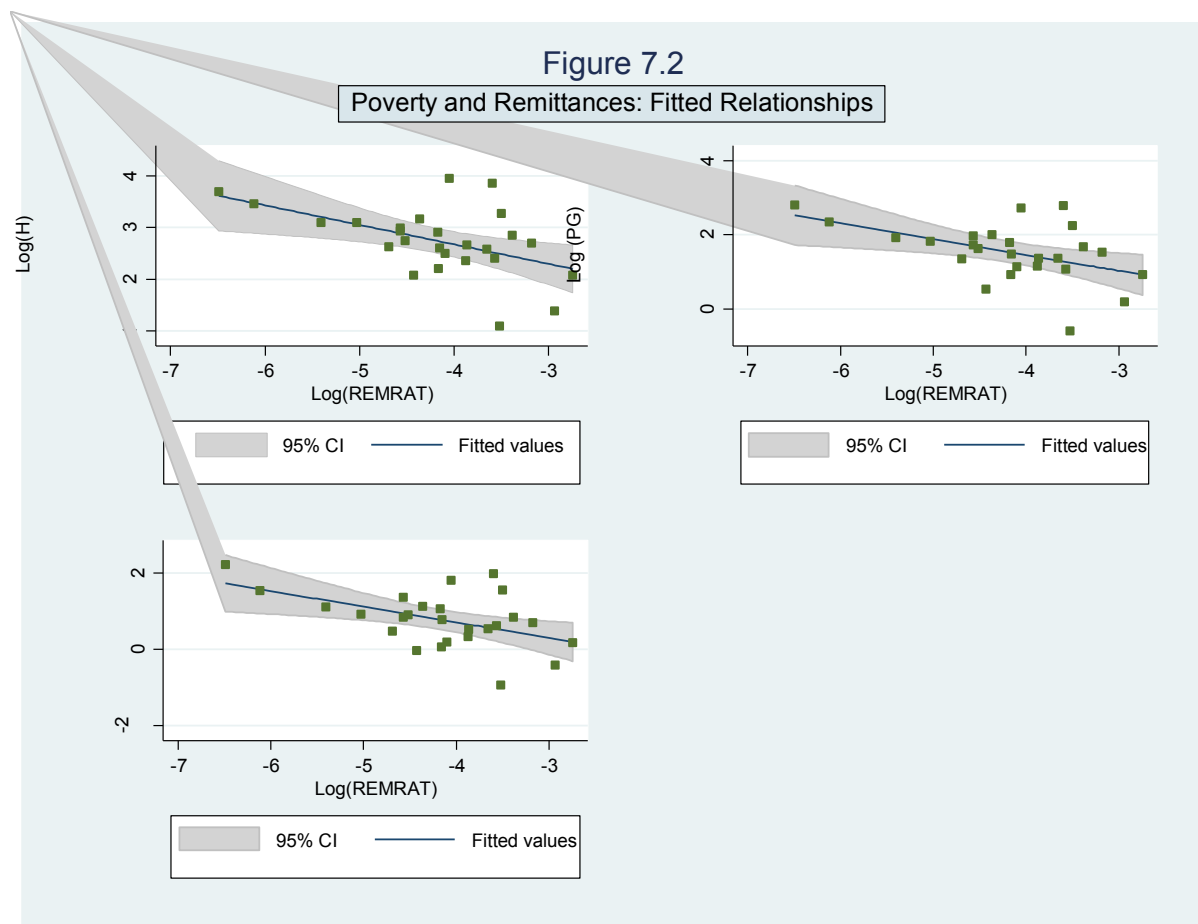 Figure 7.2
Poverty and Remittances: Fitted Relationships
Log(H)
4
3
2
-7 -6 -5 -4 -3
Log(REMRAT)
95% CI Fitted values
Log (PG)
4
2
0
-7 -6 -5 -4 -3
Log(REMRAT)
95% CI Fitted values
2
0
-2
-7 -6 -5 -4 -3
Log(REMRAT)
95% CI Fitted values